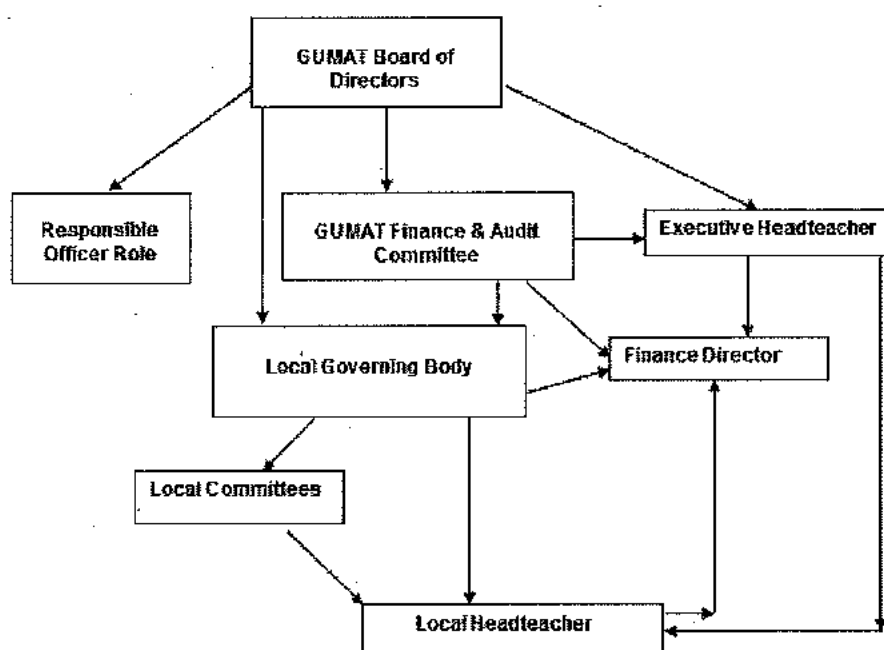 GUMAT Board of
Directors
Responsible
Officer Role
GUMAT Finance & Audit
Committee
Executive Headteacher
Local Governing Body
Finance Director
Local Committees
Local Headteacher